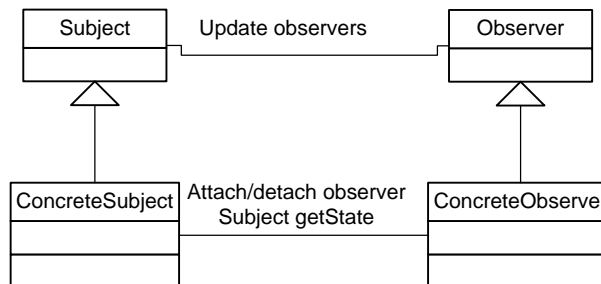 Subject
Update observers
Observer
ConcreteSubject
Attach/detach observer
Subject getState
ConcreteObserve